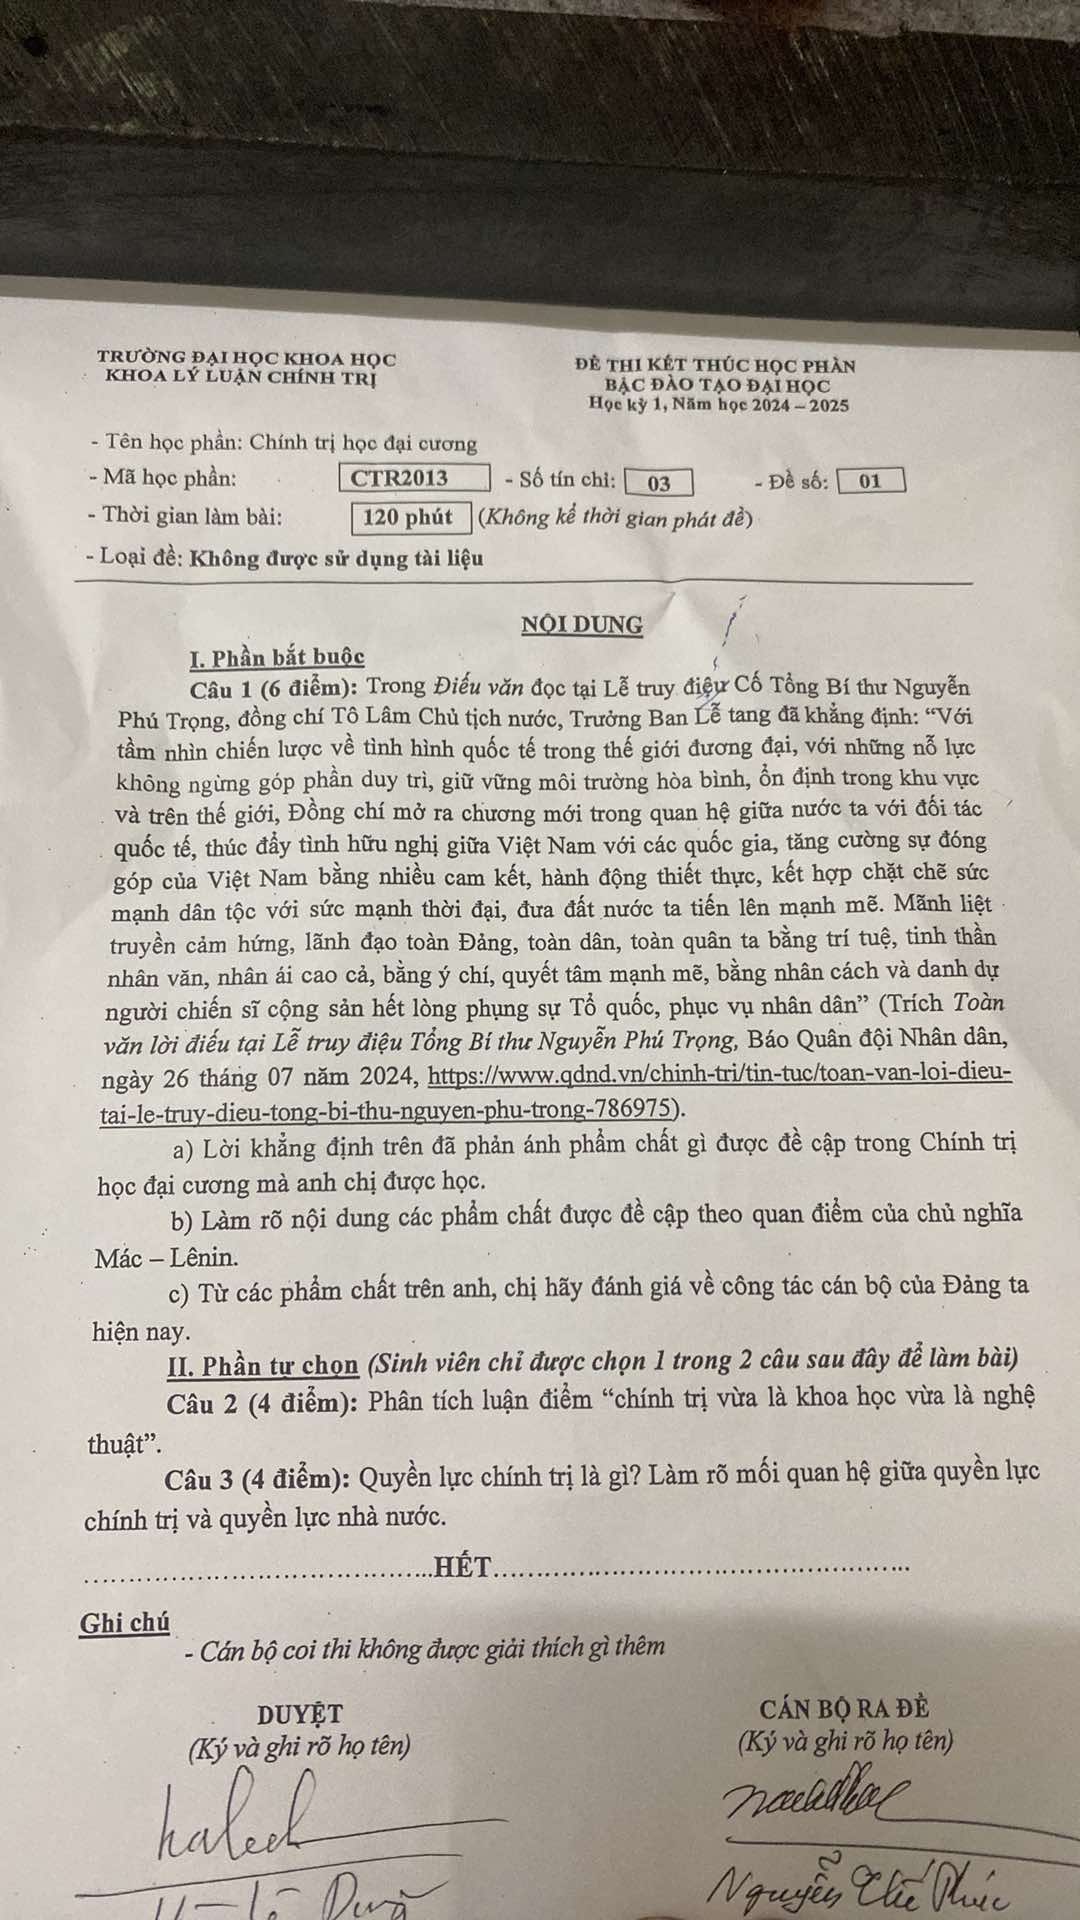 TRƯỜNG ĐẠI HỌC KHOA HỌC
KHOA LÝ LUẬN CHÍNH TRỊ
ĐỀ THI KẾT THÚC HỌC PHẦN
BẬC ĐÀO TẠO ĐẠI HỌC
Học kỳ 1, Năm học 2024 – 2025
- Tên học phần: Chính trị học đại cương
- Mã học phần: CTR2013 - Số tín chỉ: 03 - Đề số: 01
- Thời gian làm bài: 120 phút (Không kể thời gian phát đề)
- Loại đề: Không được sử dụng tài liệu
NỘI DUNG
I. Phần bắt buộc
Câu 1 (6 điểm): Trong Điếu văn đọc tại Lễ truy điệu Cố Tổng Bí thư Nguyễn
Phú Trọng, đồng chí Tô Lâm Chủ tịch nước, Trưởng Ban Lễ tang đã khẳng định: “Với
tầm nhìn chiến lược về tình hình quốc tế trong thế giới đương đại, với những nỗ lực
không ngừng góp phần duy trì, giữ vững môi trường hòa bình, ổn định trong khu vực
và trên thế giới, Đồng chí mở ra chương mới trong quan hệ giữa nước ta với đối tác
quốc tế, thúc đẩy tình hữu nghị giữa Việt Nam với các quốc gia, tăng cường sự đóng
góp của Việt Nam bằng nhiều cam kết, hành động thiết thực, kết hợp chặt chẽ sức
mạnh dân tộc với sức mạnh thời đại, đưa đất nước ta tiến lên mạnh mẽ. Mãnh liệt
truyền cảm hứng, lãnh đạo toàn Đảng, toàn dân, toàn quân ta bằng trí tuệ, tinh thần
nhân văn, nhân ái cao cả, bằng ý chí, quyết tâm mạnh mẽ, bằng nhân cách và danh dự
người chiến sĩ cộng sản hết lòng phụng sự Tổ quốc, phục vụ nhân dân” (Trích Toàn
văn lời điếu tại Lễ truy điệu Tổng Bí thư Nguyễn Phú Trọng, Báo Quân đội Nhân dân,
ngày 26 tháng 07 năm 2024, https://www.qdnd.vn/chinh-tri/tin-tuc/toan-van-loi-dieu-
tai-le-truy-dieu-tong-bi-thu-nguyen-phu-trong-786975).
a) Lời khẳng định trên đã phản ánh phẩm chất gì được đề cập trong Chính trị
học đại cương mà anh chị được học.
b) Làm rõ nội dung các phẩm chất được đề cập theo quan điểm của chủ nghĩa
Mác – Lênin.
c) Từ các phẩm chất trên anh, chị hãy đánh giá về công tác cán bộ của Đảng ta
hiện nay.
II. Phần tự chọn (Sinh viên chỉ được chọn 1 trong 2 câu sau đây để làm bài)
Câu 2 (4 điểm): Phân tích luận điểm “chính trị vừa là khoa học vừa là nghệ
thuật”.
Câu 3 (4 điểm): Quyền lực chính trị là gì? Làm rõ mối quan hệ giữa quyền lực
chính trị và quyền lực nhà nước.
HẾT
Ghi chú
- Cán bộ coi thi không được giải thích gì thêm
DUYỆT
(Ký và ghi rõ họ tên)
CÁN BỘ RA ĐỀ
(Ký và ghi rõ họ tên)
Nguyễn Thế Phúc